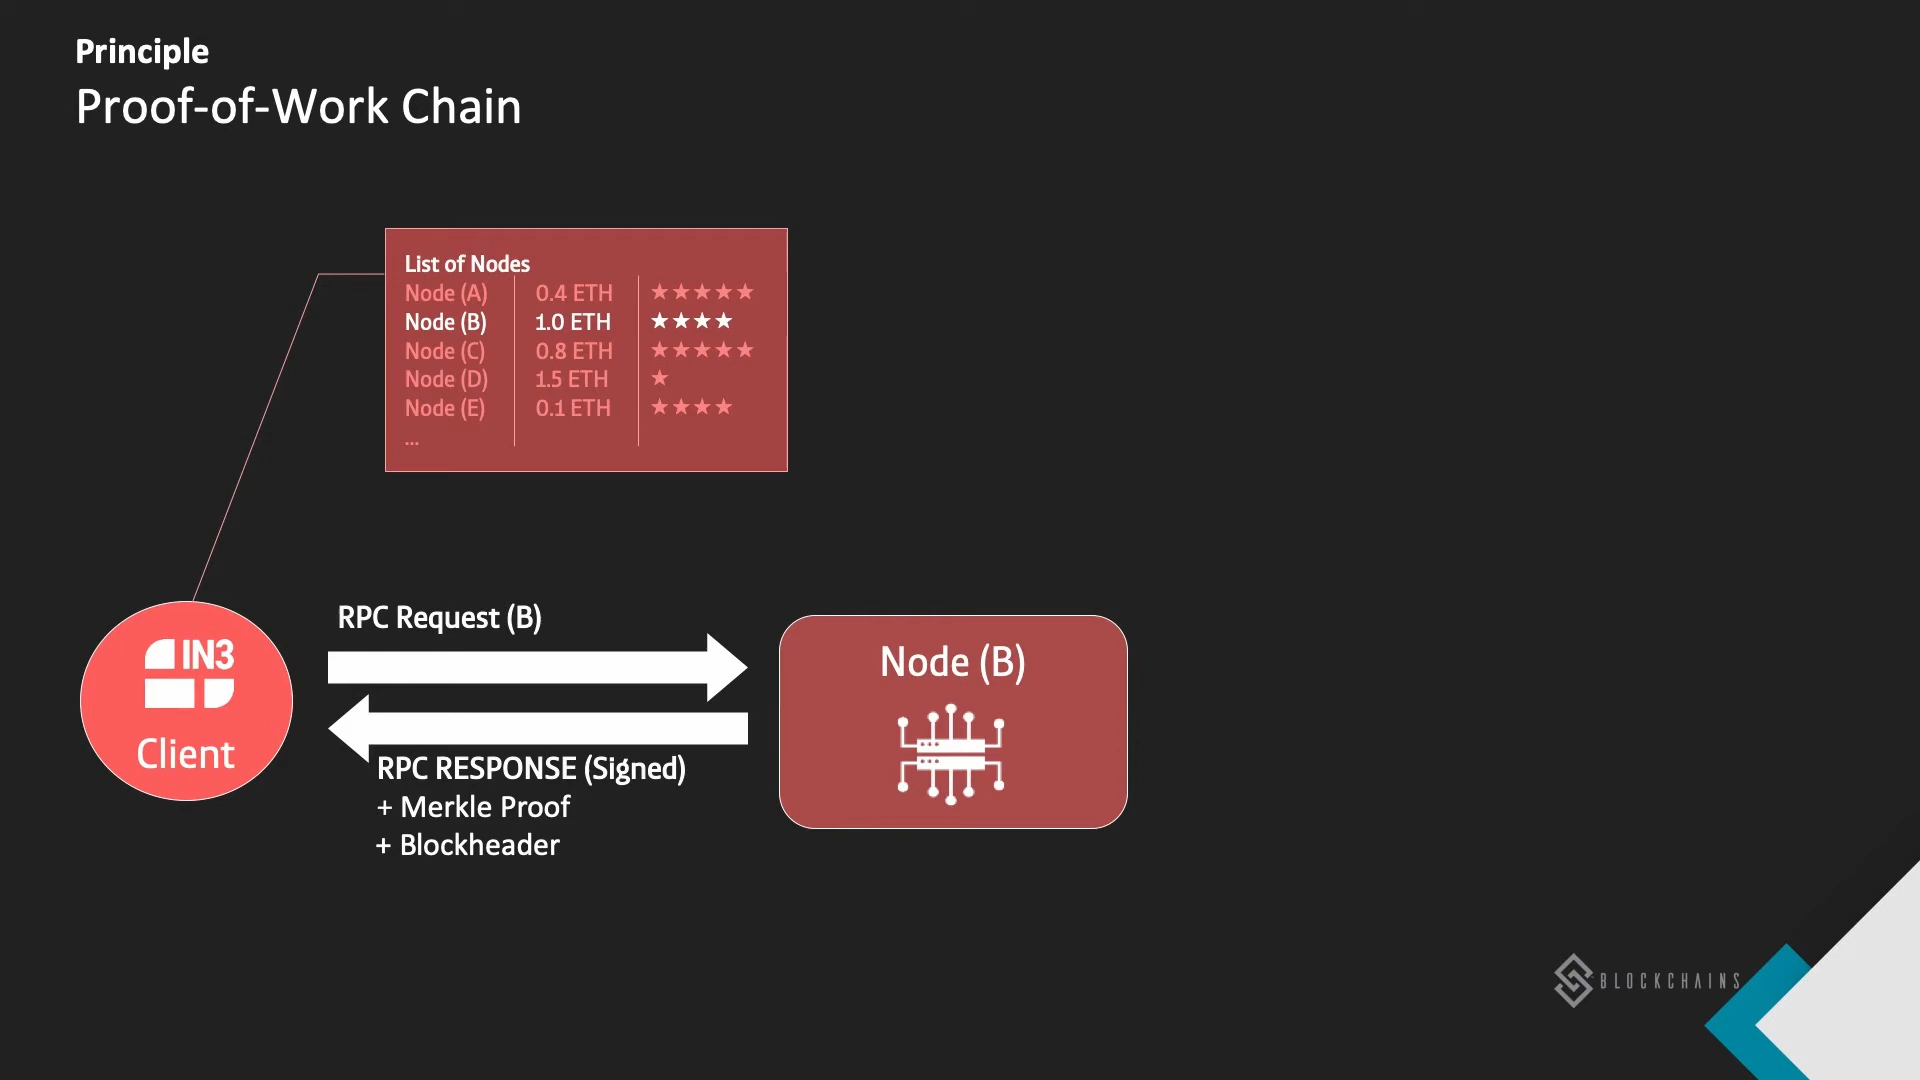 Principle
Proof-of-Work Chain
List of Nodes
Node (A) 0.4 ETH ★★★★★
Node (B) 1.0 ETH ★★★★
Node (C) 0.8 ETH ★★★★★
Node (D) 1.5 ETH ★
Node (E) 0.1 ETH ★★★★
...
RPC Request (B)
IN3
Client
Node (B)
RPC RESPONSE (Signed)
+ Merkle Proof
+ Blockheader
BLOCKCHAINS